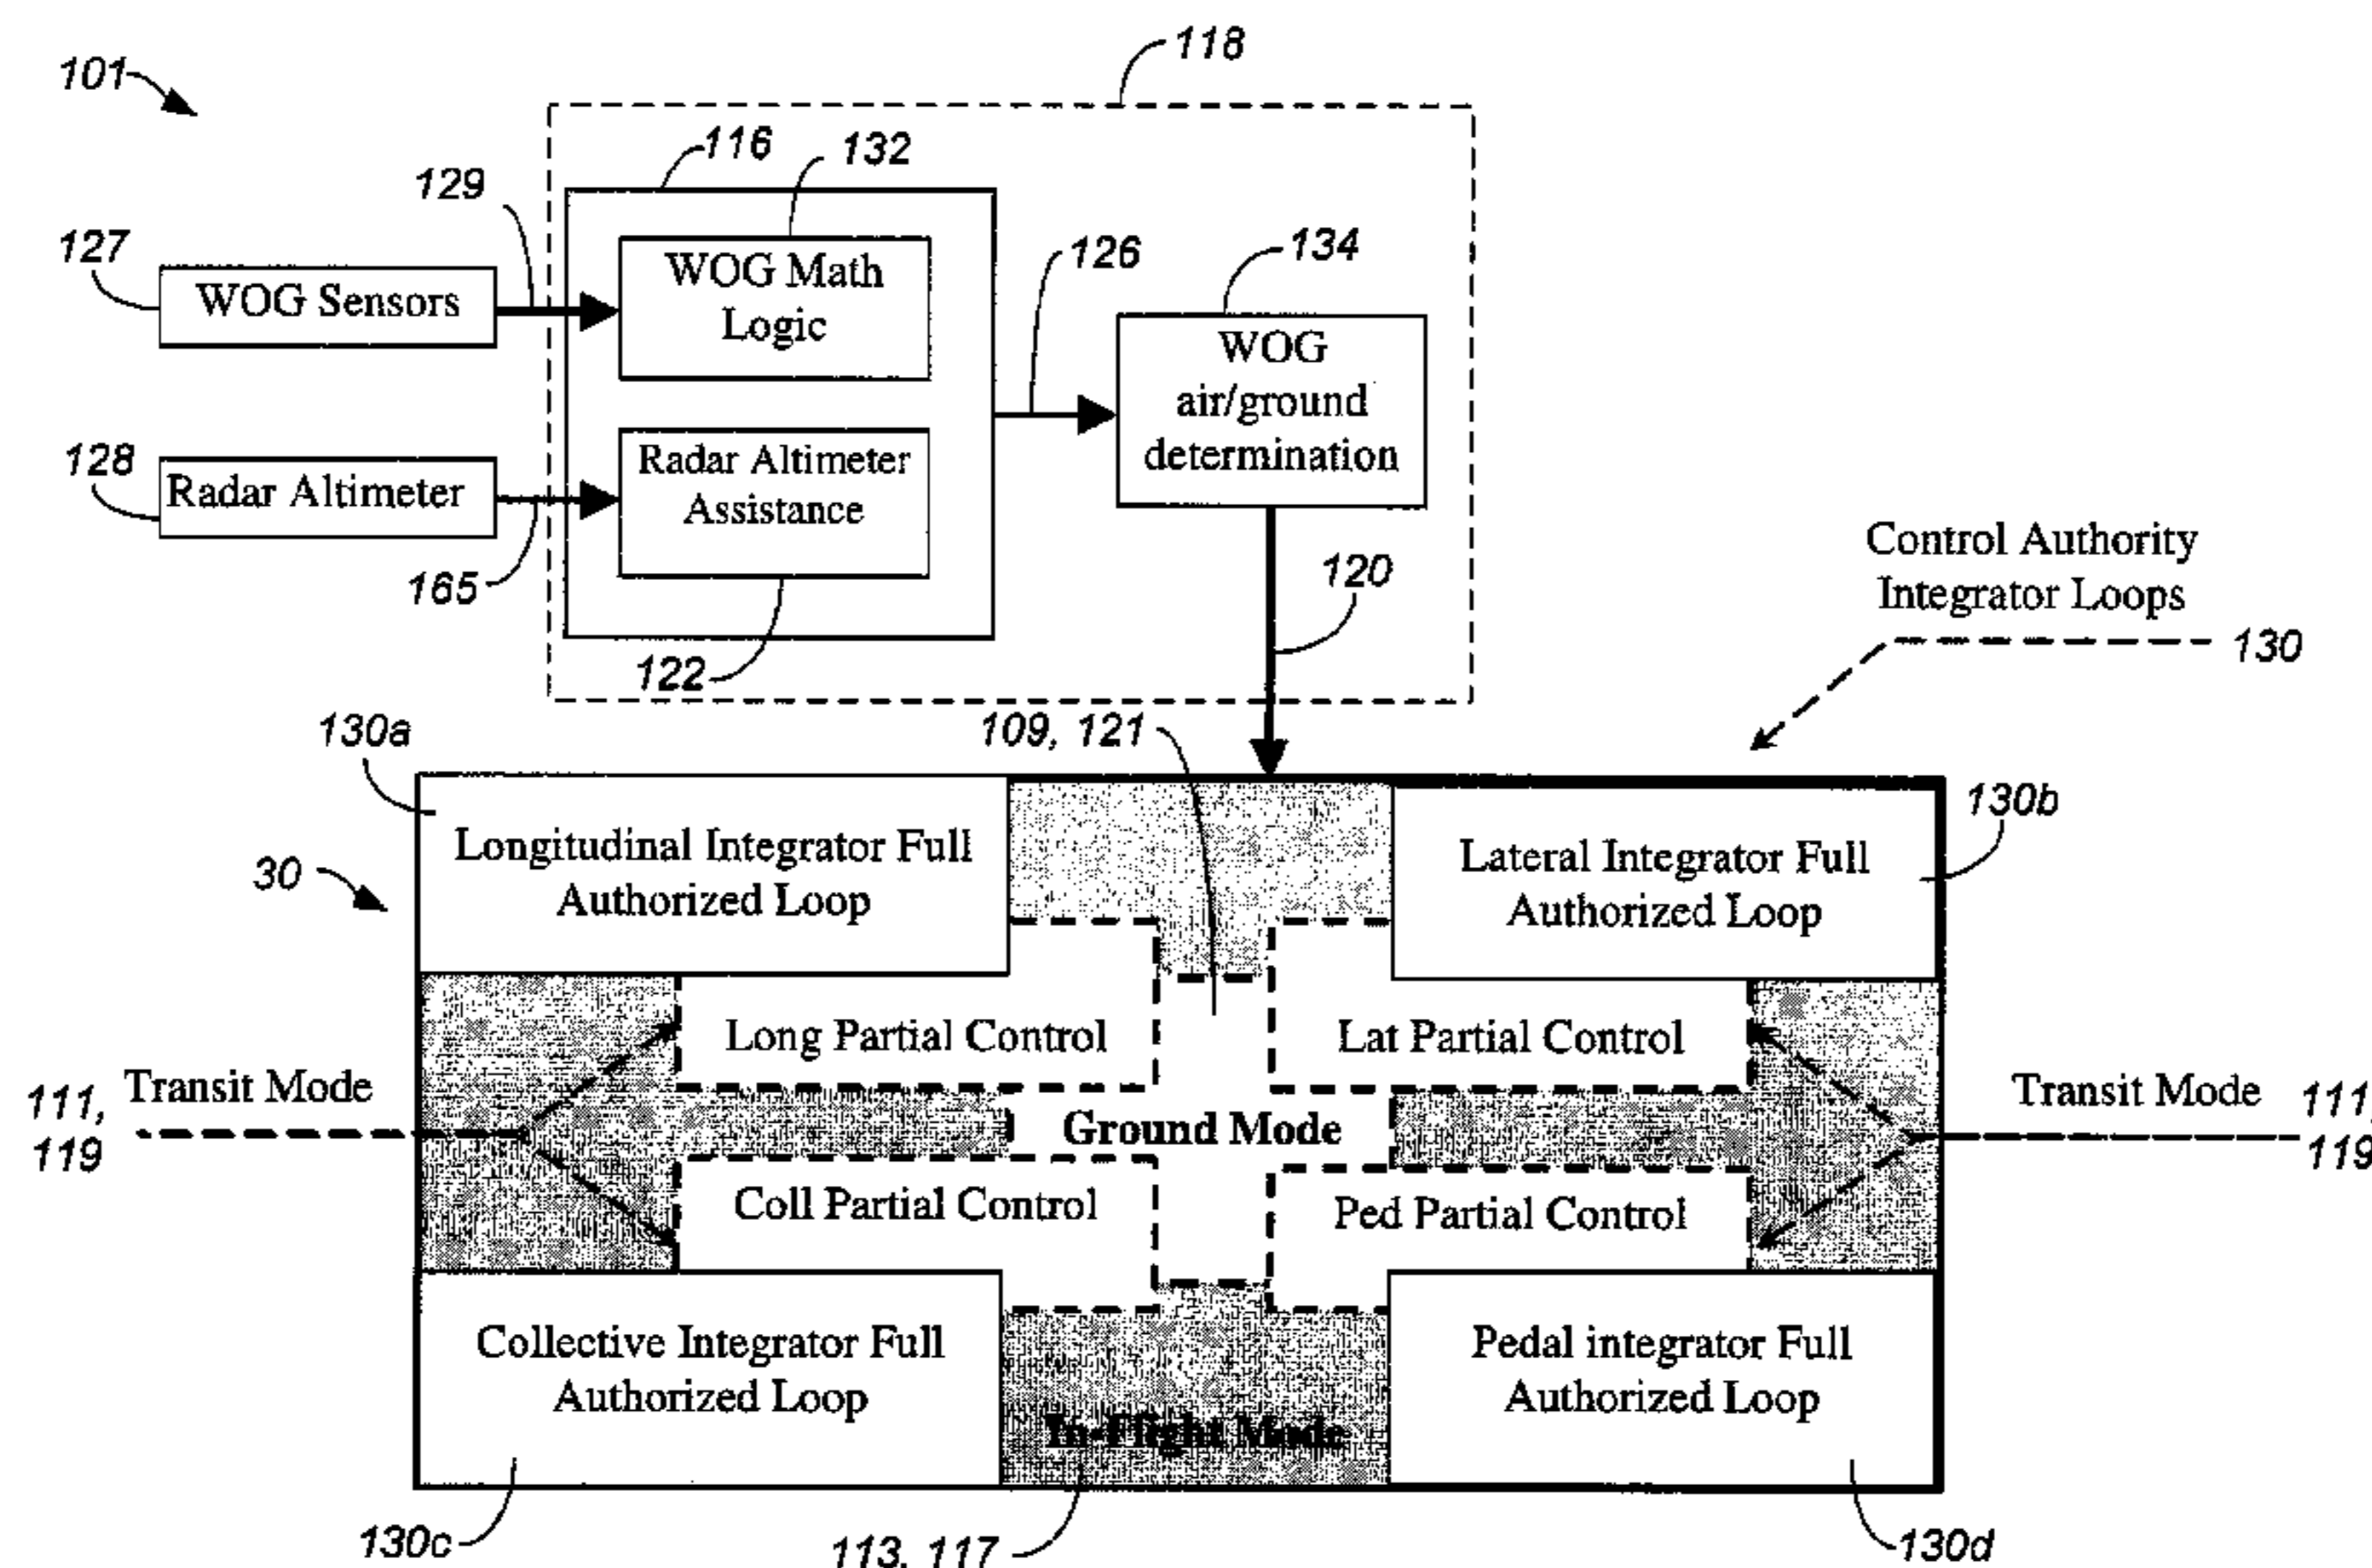 118
101
116
132
129
126
134
127
WOG Sensors
WOG Math
Logic
WOG
air/ground
determination
128
Radar Altimeter
Radar Altimeter
Assistance
165
122
120
Control Authority
Integrator Loops
130
130a
109, 121
130b
30
Longitudinal Integrator Full
Authorized Loop
Lateral Integrator Full
Authorized Loop
Long Partial Control
Lat Partial Control
Transit Mode
111,
119
Ground Mode
Transit Mode
111,
119
Coll Partial Control
Ped Partial Control
Collective Integrator Full
Authorized Loop
Pedal integrator Full
Authorized Loop
In-Flight Mode
130c
113, 117
130d